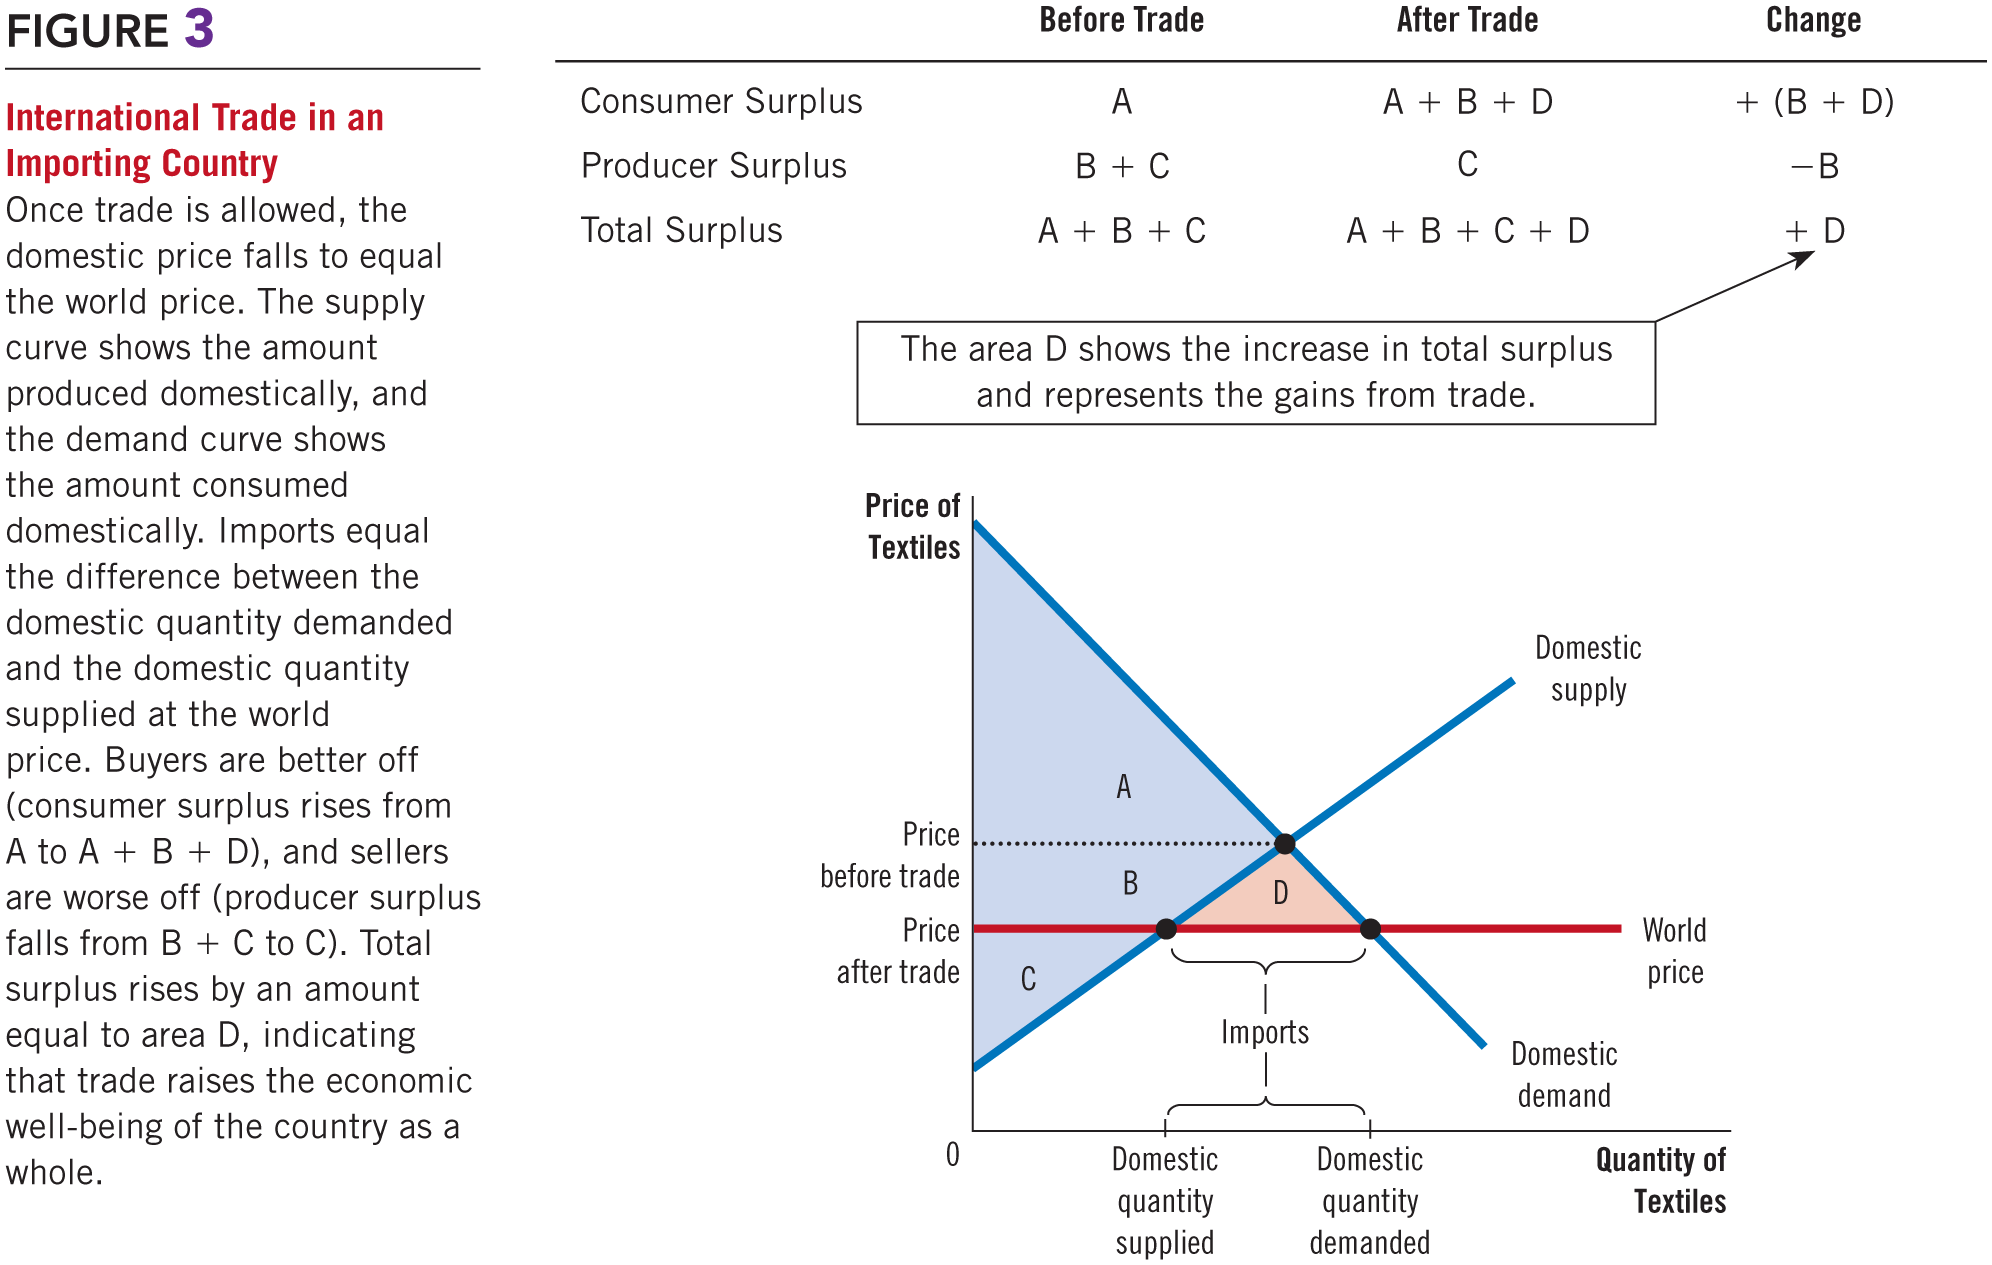 FIGURE 3
International Trade in an
Importing Country
Once trade is allowed, the
domestic price falls to equal
the world price. The supply
curve shows the amount
produced domestically, and
the demand curve shows
the amount consumed
domestically. Imports equal
the difference between the
domestic quantity demanded
and the domestic quantity
supplied at the world
price. Buyers are better off
(consumer surplus rises from
A to A + B + D), and sellers
are worse off (producer surplus
falls from B + C to C). Total
surplus rises by an amount
equal to area D, indicating
that trade raises the economic
well-being of the country as a
whole.
Before Trade After Trade Change
Consumer Surplus A A + B + D + (B + D)
Producer Surplus B + C C −B
Total Surplus A + B + C A + B + C + D + D
The area D shows the increase in total surplus
and represents the gains from trade.
Price of
Textiles
Domestic
supply
A
Price
before trade
B
D
Price
after trade
World
price
C
Imports
Domestic
demand
0
Domestic
quantity
supplied
Domestic
quantity
demanded
Quantity of
Textiles